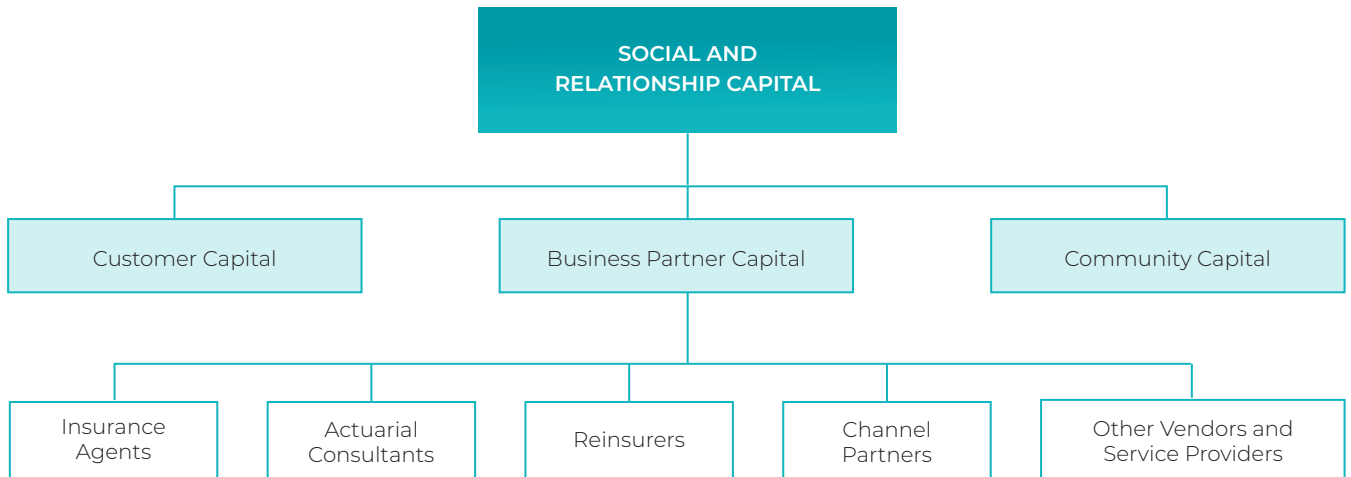 SOCIAL AND
RELATIONSHIP CAPITAL
Customer Capital
Business Partner Capital
Community Capital
Insurance
Agents
Actuarial
Consultants
Reinsurers
Channel
Partners
Other Vendors and
Service Providers